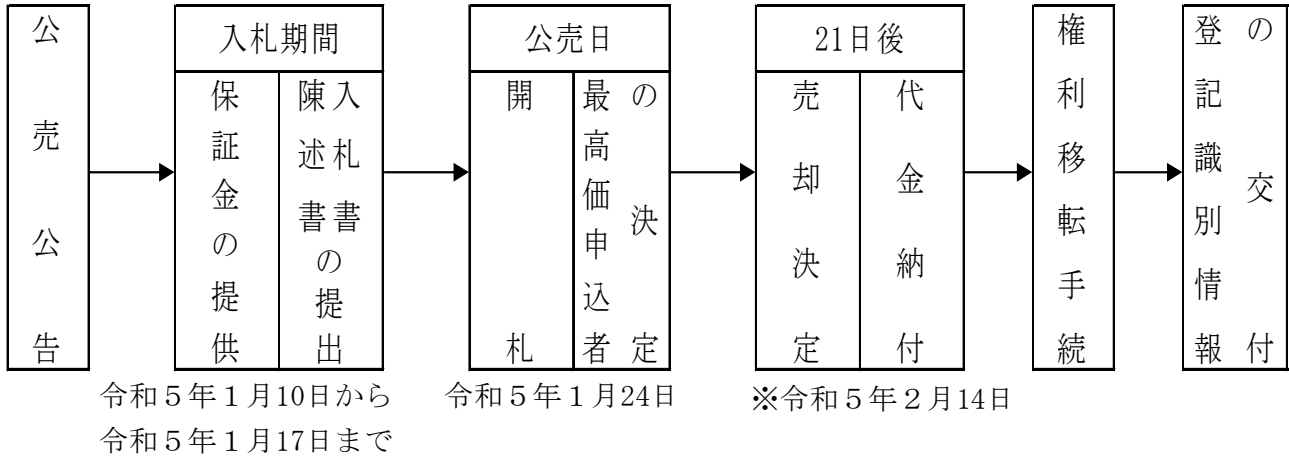 公売公告
入札期間
保証金の提供
入札書の提出
陳述書
公売日
開札
最高価申込者
の決定
21日後
売却決定
代金納付
権利移転手続
登記識別情報
の交付
令和５年１月10日から
令和５年１月17日まで
令和５年１月24日
※令和５年２月14日